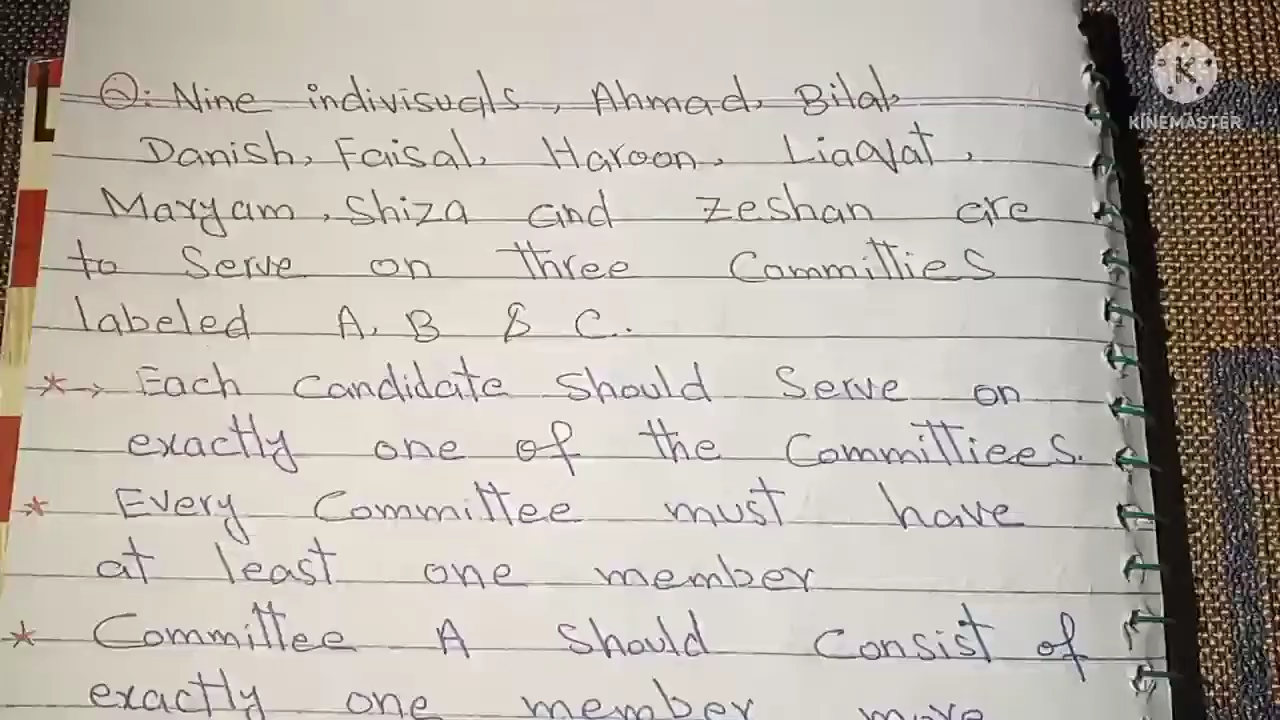 Q: Nine indivisuals, Ahmad, Bilal,
Danish, Faisal, Haroon, Liaqat,
Maryam, Shiza and Zeshan are
to Serve on three Committies
labeled A, B & C.
* → Each Candidate Should Serve on
exactly one of the Committiees.
* Every Committee must have
at least one member
* Committee A Should Consist of
exactly one member more
K
KINEMASTER